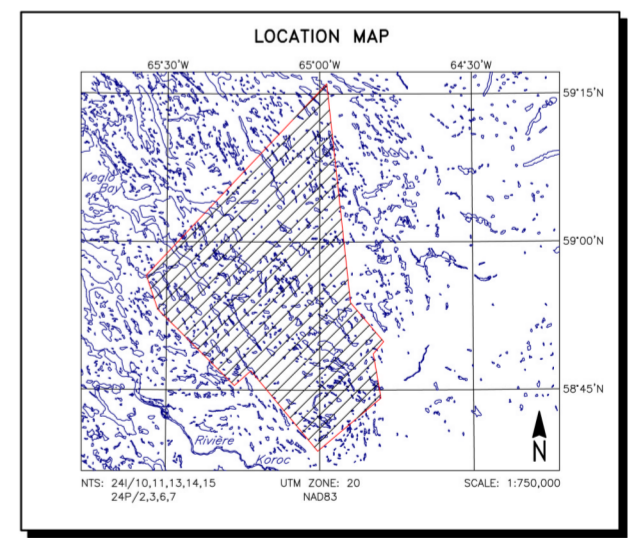 LOCATION MAP
65°30'W 65°00'W 64°30'W
59°15'N
Keglo
Bay
59°00'N
58°45'N
Rivière
Koroc
N
NTS: 24I/10,11,13,14,15 UTM ZONE: 20 SCALE: 1:750,000
24P/2,3,6,7 NAD83